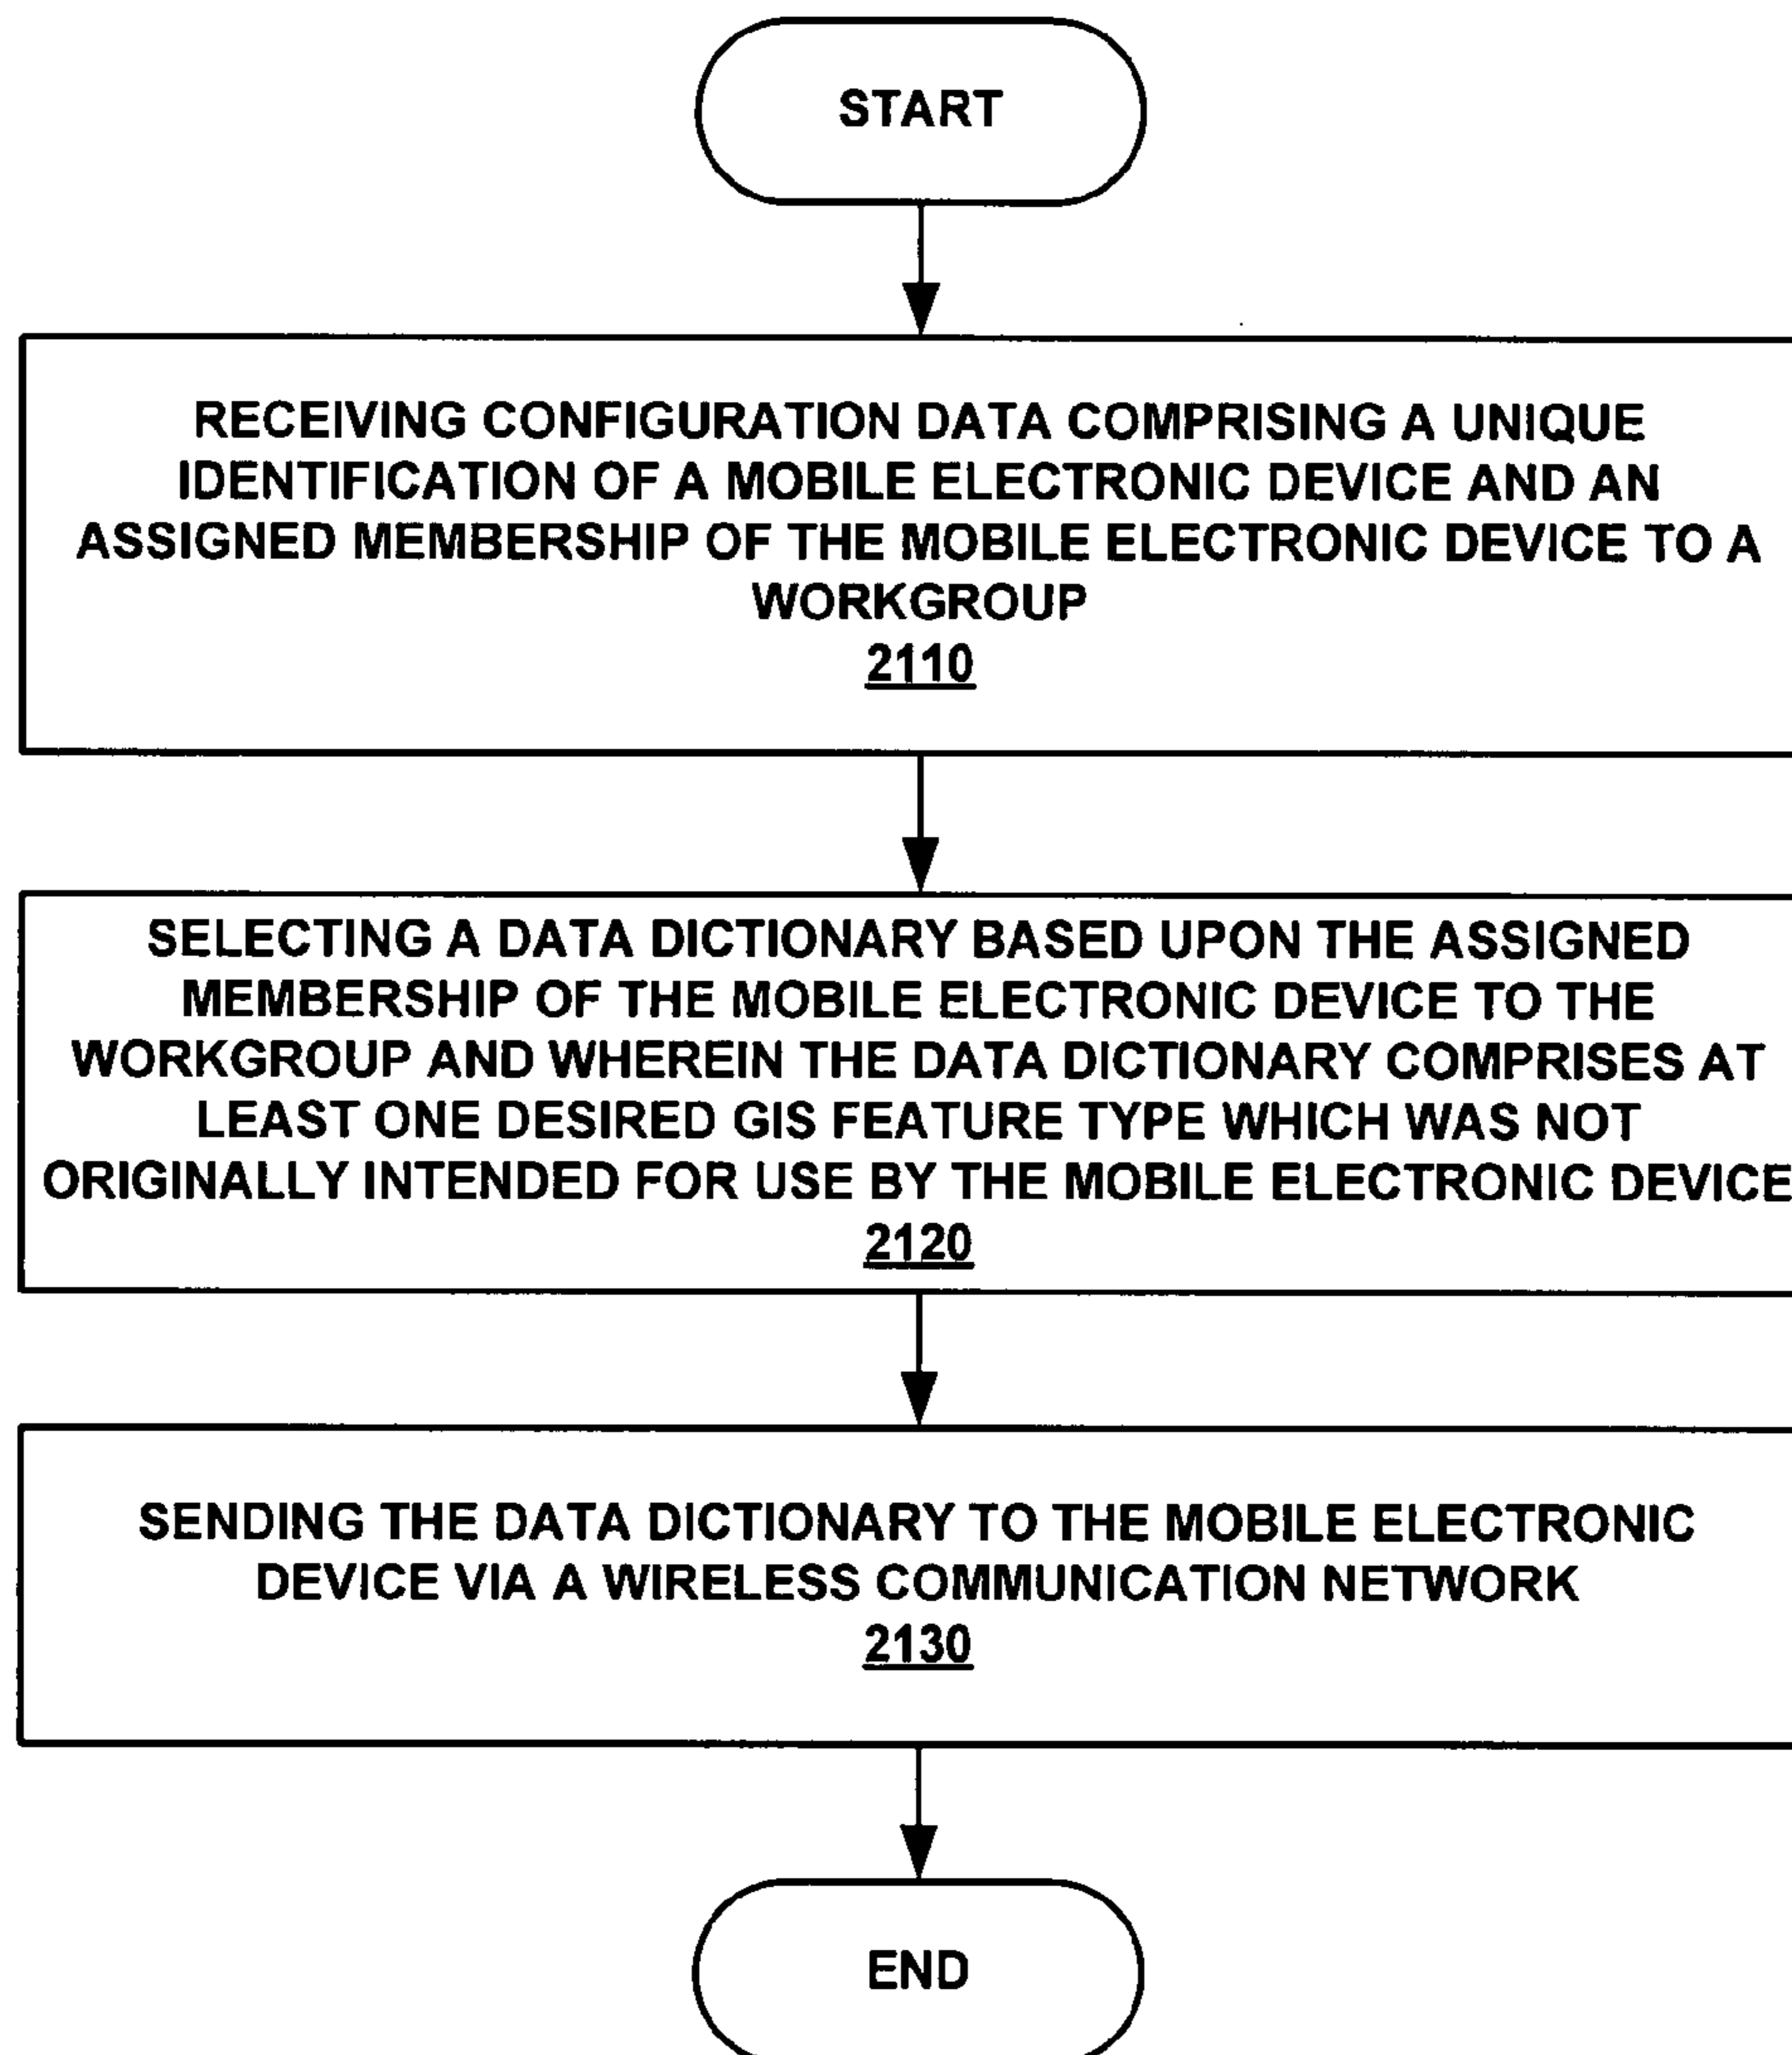 START
RECEIVING CONFIGURATION DATA COMPRISING A UNIQUE
IDENTIFICATION OF A MOBILE ELECTRONIC DEVICE AND AN
ASSIGNED MEMBERSHIP OF THE MOBILE ELECTRONIC DEVICE TO A
WORKGROUP
2110
SELECTING A DATA DICTIONARY BASED UPON THE ASSIGNED
MEMBERSHIP OF THE MOBILE ELECTRONIC DEVICE TO THE
WORKGROUP AND WHEREIN THE DATA DICTIONARY COMPRISES AT
LEAST ONE DESIRED GIS FEATURE TYPE WHICH WAS NOT
ORIGINALLY INTENDED FOR USE BY THE MOBILE ELECTRONIC DEVICE
2120
SENDING THE DATA DICTIONARY TO THE MOBILE ELECTRONIC
DEVICE VIA A WIRELESS COMMUNICATION NETWORK
2130
END